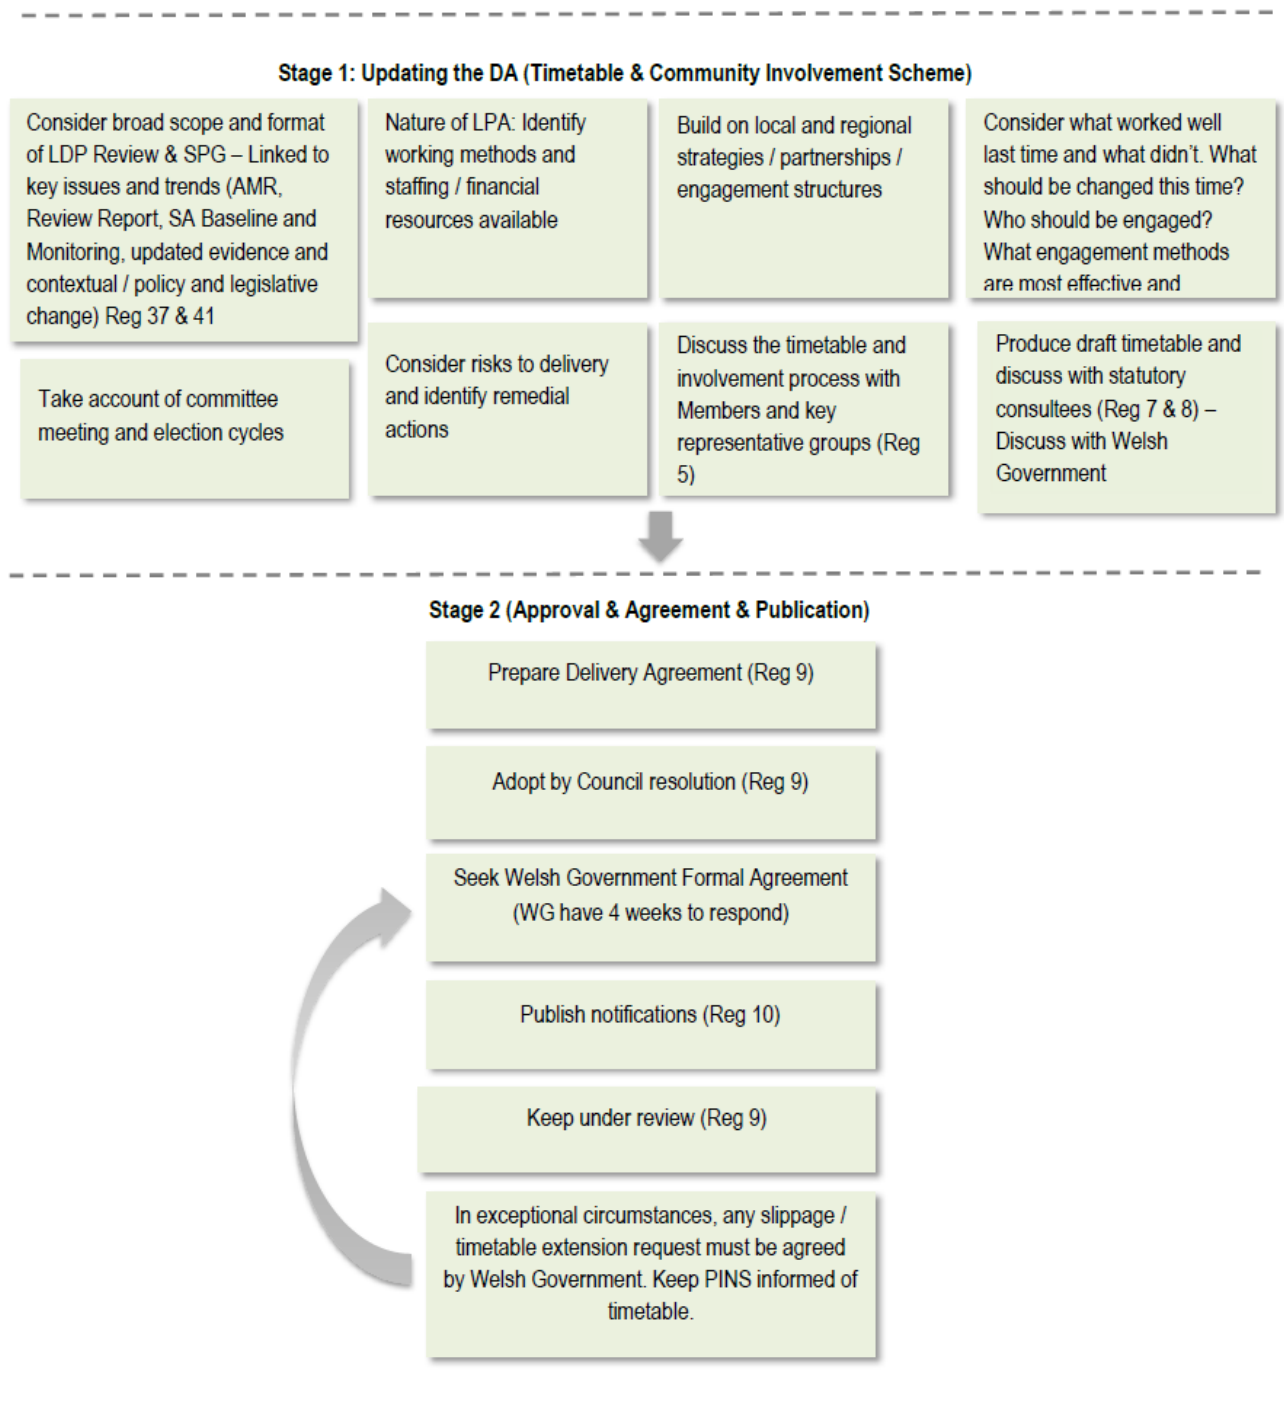 Stage 1: Updating the DA (Timetable & Community Involvement Scheme)
Consider broad scope and format
of LDP Review & SPG – Linked to
key issues and trends (AMR,
Review Report, SA Baseline and
Monitoring, updated evidence and
contextual / policy and legislative
change) Reg 37 & 41
Nature of LPA: Identify
working methods and
staffing / financial
resources available
Build on local and regional
strategies / partnerships /
engagement structures
Consider what worked well
last time and what didn't. What
should be changed this time?
Who should be engaged?
What engagement methods
are most effective and
Take account of committee
meeting and election cycles
Consider risks to delivery
and identify remedial
actions
Discuss the timetable and
involvement process with
Members and key
representative groups (Reg
5)
Produce draft timetable and
discuss with statutory
consultees (Reg 7 & 8) –
Discuss with Welsh
Government
Stage 2 (Approval & Agreement & Publication)
Prepare Delivery Agreement (Reg 9)
Adopt by Council resolution (Reg 9)
Seek Welsh Government Formal Agreement
(WG have 4 weeks to respond)
Publish notifications (Reg 10)
Keep under review (Reg 9)
In exceptional circumstances, any slippage /
timetable extension request must be agreed
by Welsh Government. Keep PINS informed of
timetable.